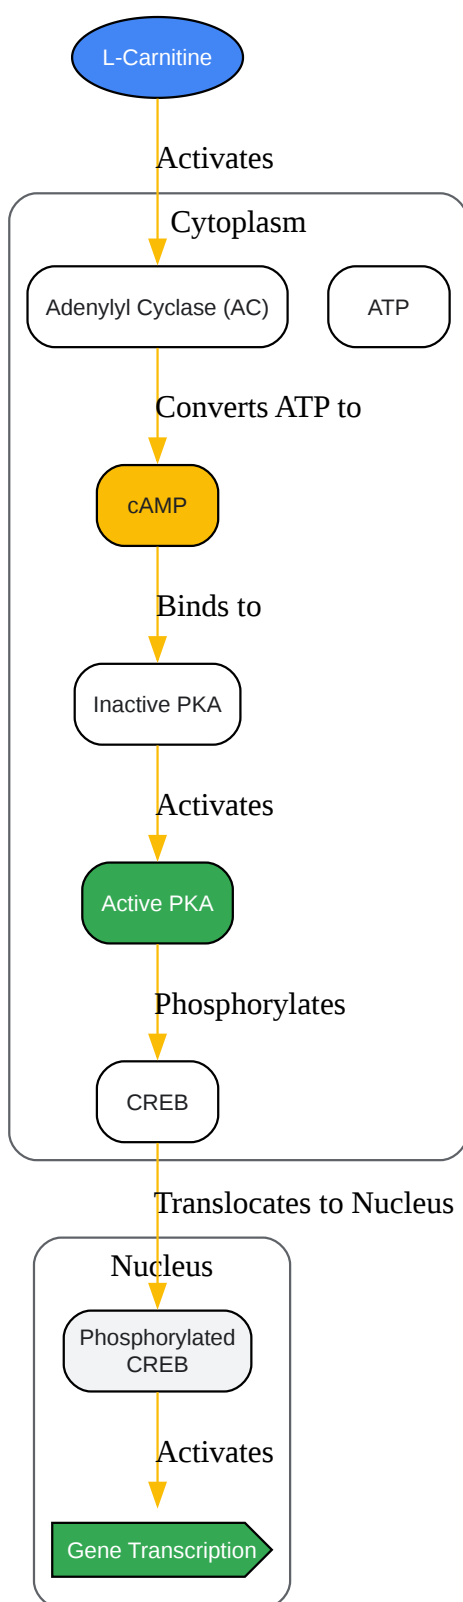 L-Carnitine
Activates
Cytoplasm
Adenylyl Cyclase (AC)
ATP
Converts ATP to
cAMP
Binds to
Inactive PKA
Activates
Active PKA
Phosphorylates
CREB
Translocates to Nucleus
Nucleus
Phosphorylated
CREB
Activates
Gene Transcription